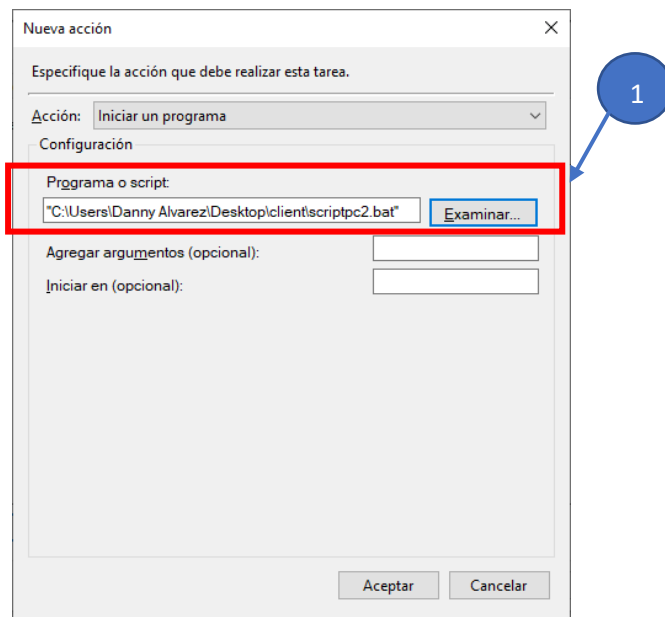 Nueva acción
Especifique la acción que debe realizar esta tarea.
Acción: Iniciar un programa
1
Configuración
Programa o script:
"C:\Users\Danny Alvarez\Desktop\client\scriptpc2.bat" Examinar...
Agregar argumentos (opcional):
Iniciar en (opcional):
Aceptar Cancelar